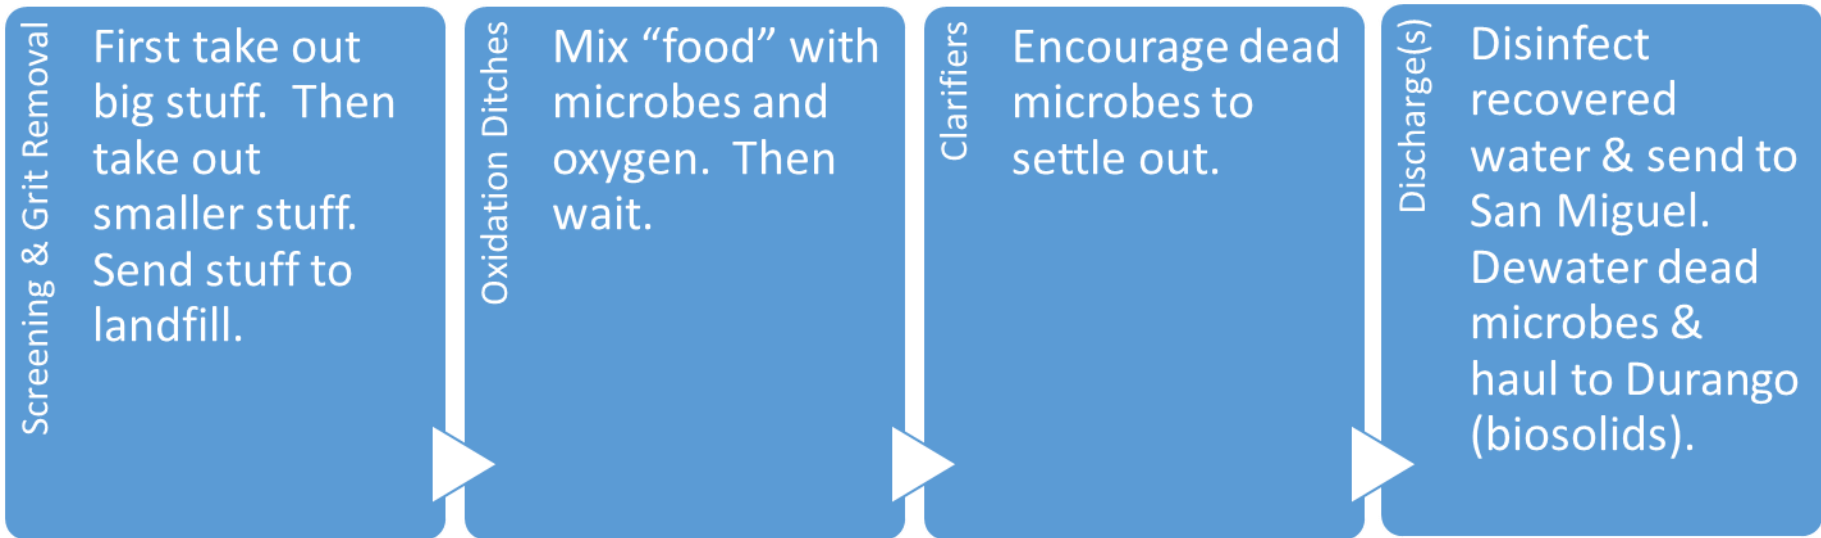 Screening & Grit Removal
First take out
big stuff.  Then
take out
smaller stuff.
Send stuff to
landfill.
Oxidation Ditches
Mix “food” with
microbes and
oxygen.  Then
wait.
Clarifiers
Encourage dead
microbes to
settle out.
Discharge(s)
Disinfect
recovered
water & send to
San Miguel.
Dewater dead
microbes &
haul to Durango
(biosolids).